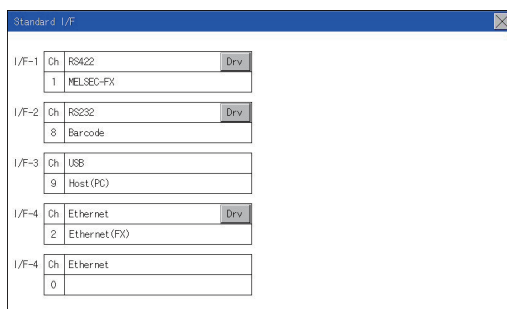 Standard I/F
I/F-1 Ch RS422 Drv
1 MELSEC-FX
I/F-2 Ch RS232 Drv
8 Barcode
I/F-3 Ch USB
9 Host(PC)
I/F-4 Ch Ethernet Drv
2 Ethernet(FX)
I/F-4 Ch Ethernet
0